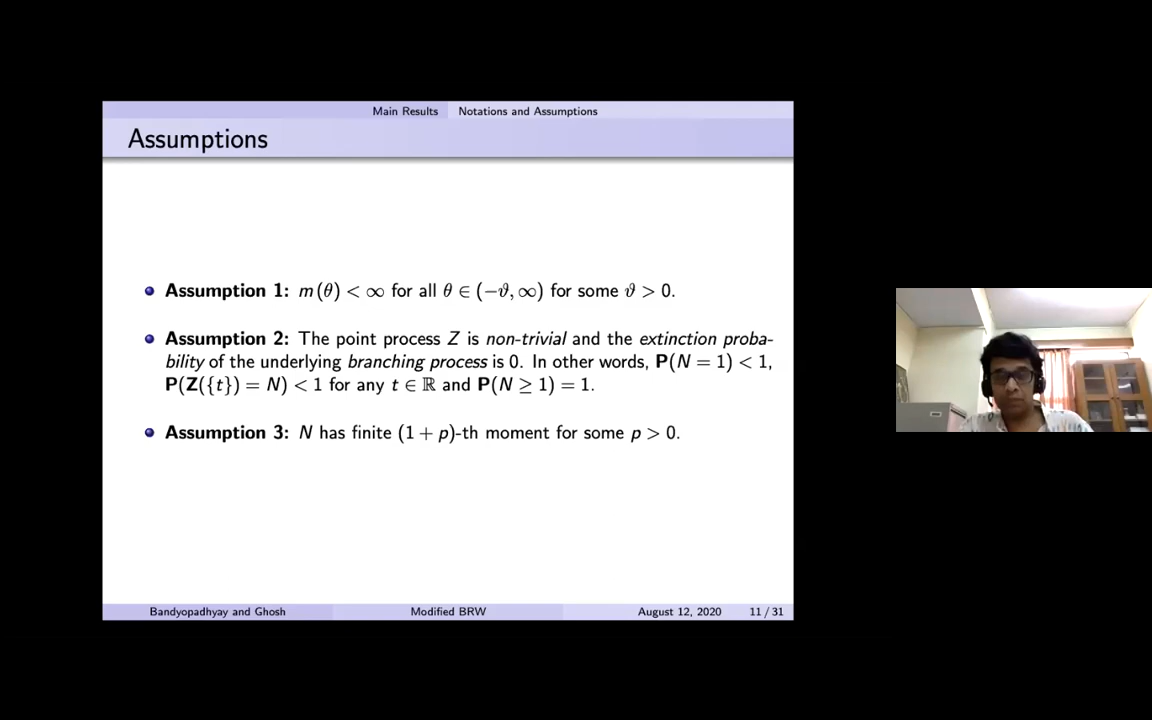 Main Results Notations and Assumptions
Assumptions
Assumption 1: m(θ) < ∞ for all θ ∈ (−ϑ, ∞) for some ϑ > 0.
Assumption 2: The point process Z is non-trivial and the extinction proba-
bility of the underlying branching process is 0. In other words, P(N = 1) < 1,
P(Z({t}) = N) < 1 for any t ∈ ℝ and P(N ≥ 1) = 1.
Assumption 3: N has finite (1 + p)-th moment for some p > 0.
Bandyopadhyay and Ghosh Modified BRW August 12, 2020 11 / 31